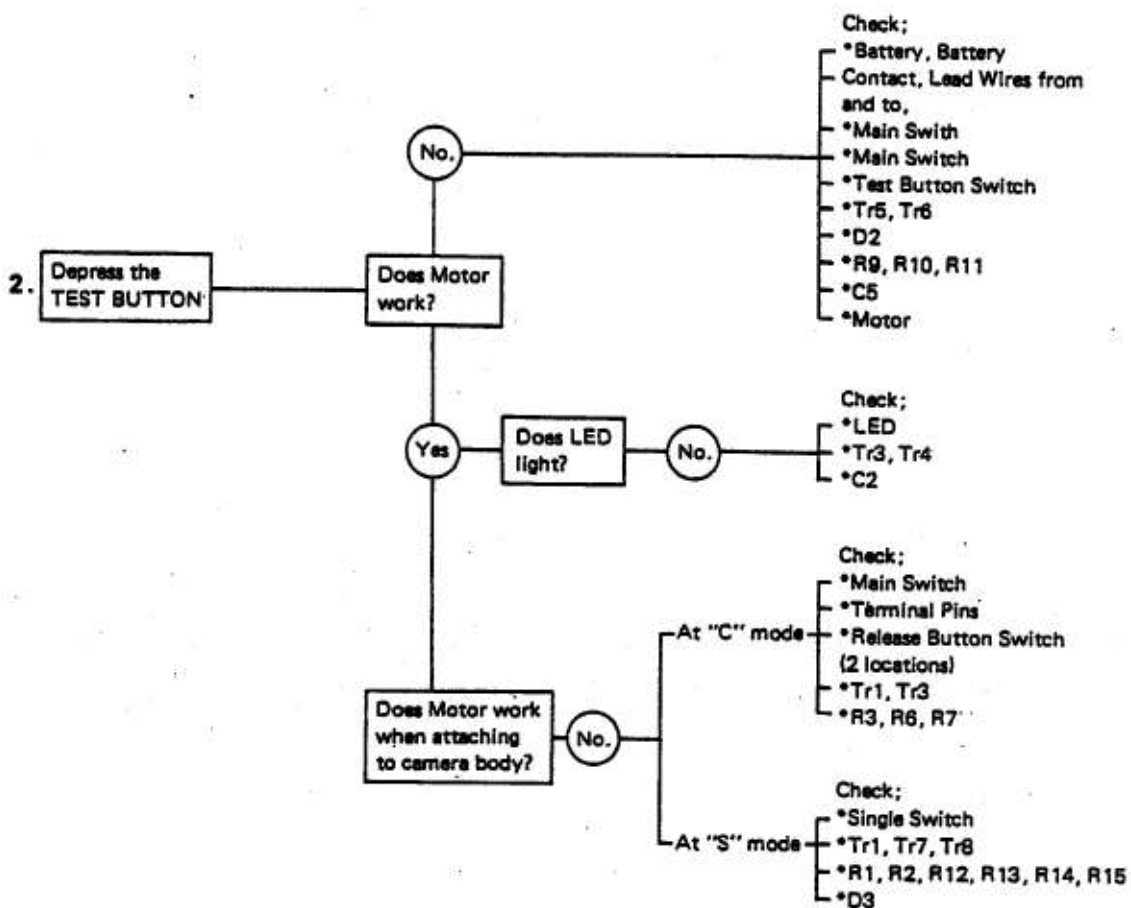 Check;
*Battery, Battery
Contact, Lead Wires from
and to,
*Main Swith
*Main Switch
*Test Button Switch
*Tr5, Tr6
*D2
*R9, R10, R11
*C5
*Motor
No.
2.
Depress the
TEST BUTTON
Does Motor
work?
Yes
Does LED
light?
No.
Check;
*LED
*Tr3, Tr4
*C2
Does Motor work
when attaching
to camera body?
No.
At "C" mode
Check;
*Main Switch
*Terminal Pins
*Release Button Switch
(2 locations)
*Tr1, Tr3
*R3, R6, R7
At "S" mode
Check;
*Single Switch
*Tr1, Tr7, Tr8
*R1, R2, R12, R13, R14, R15
*D3